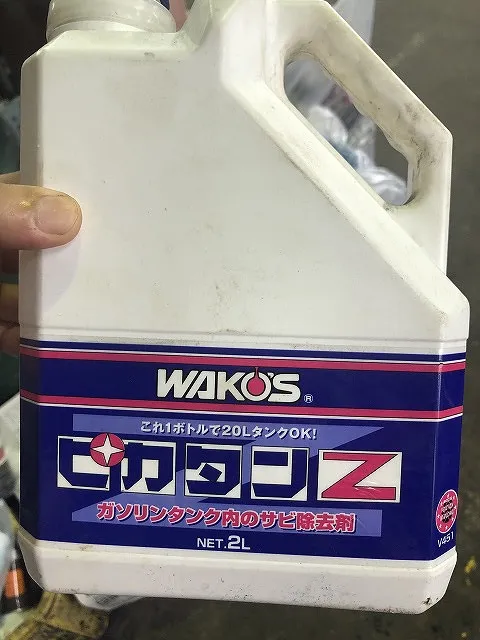 WAKO'S®
これ1ボトルで20LタンクOK!
ピカタンZ
ガソリンタンク内のサビ除去剤
NET.2L
V451